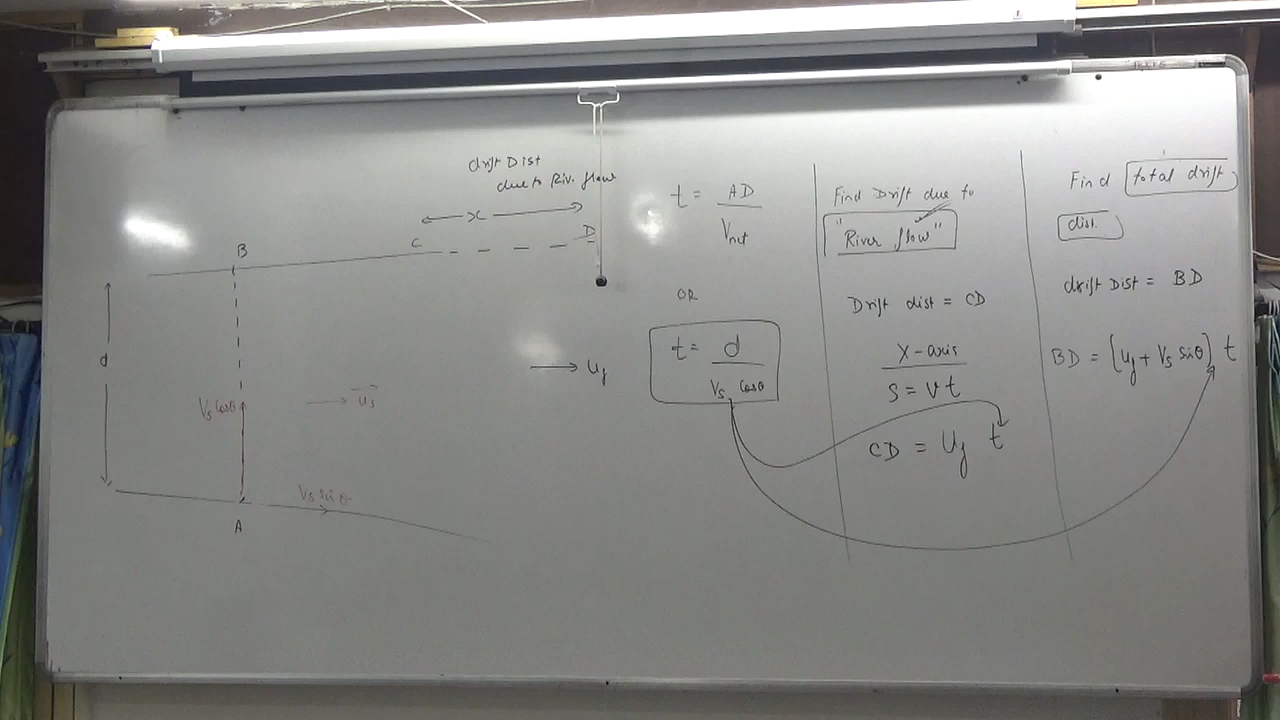 drift Dist
due to Riv. flow
x
B
C
D
d
Vs Cosθ
Vs sinθ
A
t = AD
Vnet
OR
t = d
Vs Cosθ
Find Drift due to
"River flow"
Drift dist = CD
X-axis
S = vt
CD = Uf t
Find total drift
dist.
drift Dist = BD
BD = (Uf + Vs sinθ) t
Uf